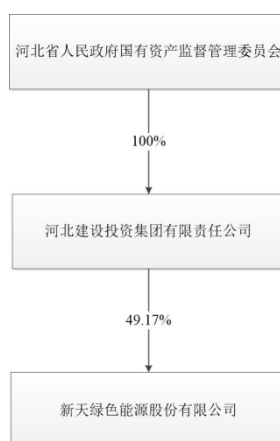 河北省人民政府国有资产监督管理委员会
100%
河北建设投资集团有限责任公司
49.17%
新天绿色能源股份有限公司